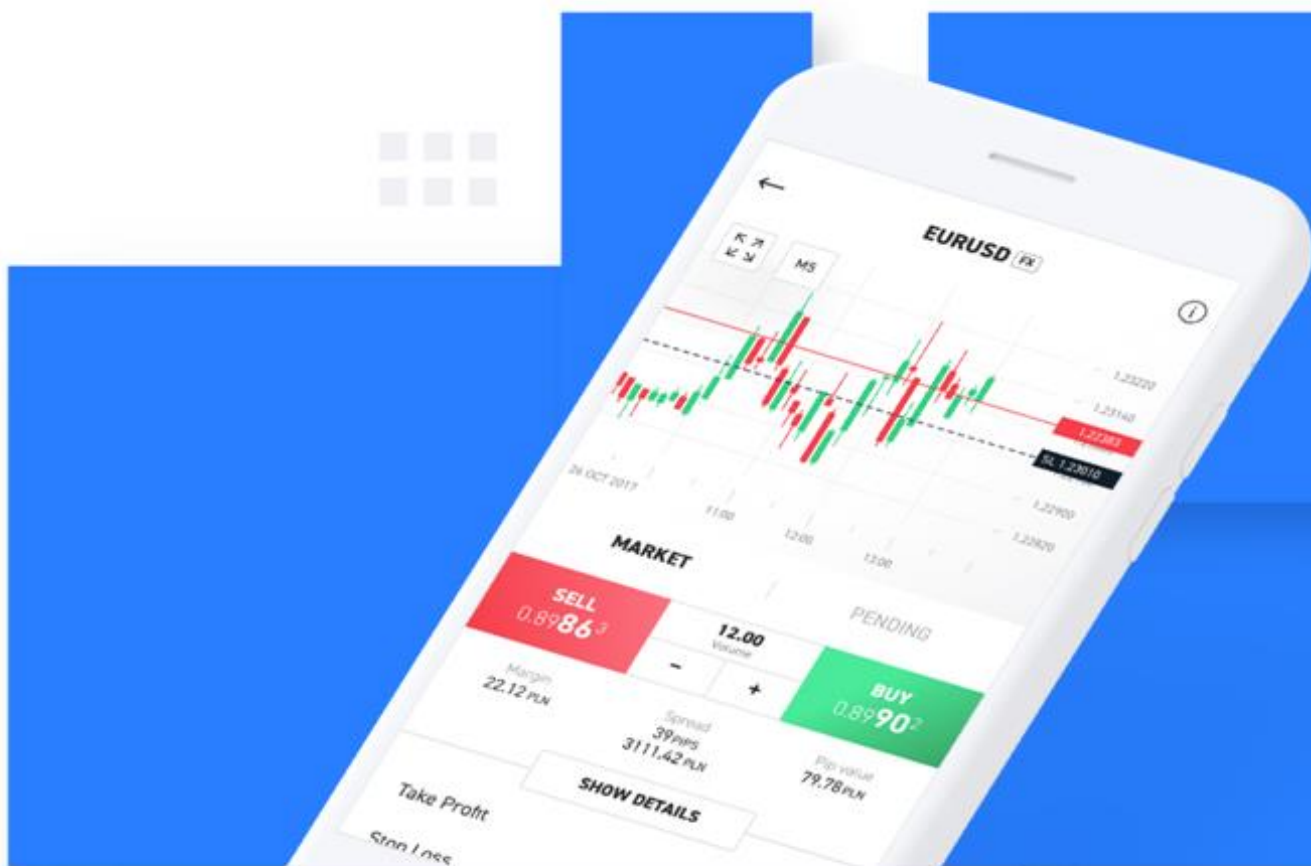 EURUSD FX
M5
1.23220
1.23140
1.22383
SL 1.23010
1.22900
1.22820
26 OCT 2017
11:00
12:00
13:00
MARKET
PENDING
SELL
0.89863
12.00
Volume
-
+
BUY
0.89902
Margin
22.12 PLN
Spread
39 PIPS
3111.42 PLN
Pip value
79.78 PLN
SHOW DETAILS
Take Profit
Stop Loss